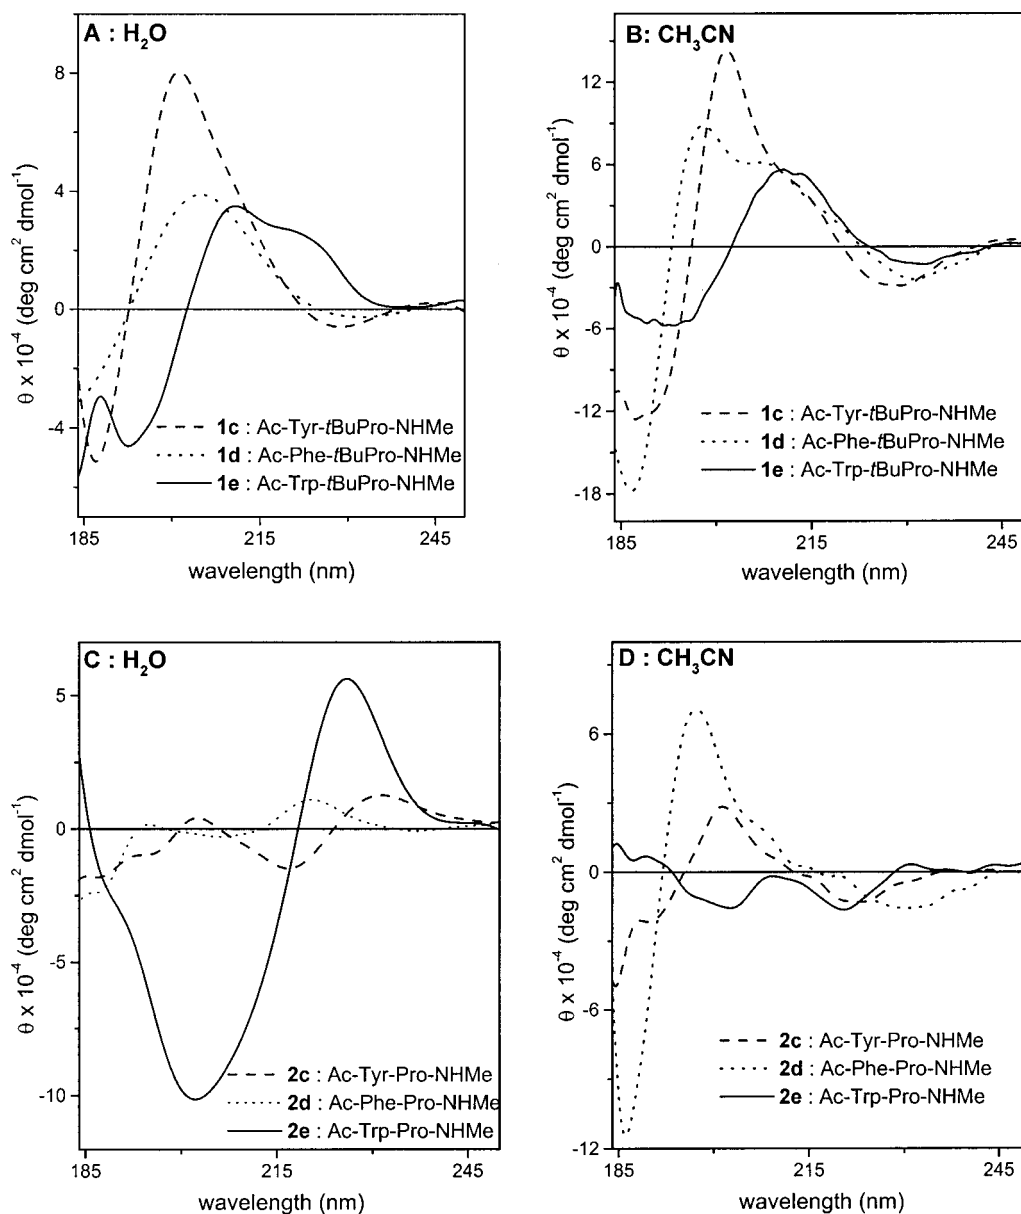 A : H₂O
8
4
0
-4
θ x 10⁻⁴ (deg cm² dmol⁻¹)
1c : Ac-Tyr-tBuPro-NHMe
1d : Ac-Phe-tBuPro-NHMe
1e : Ac-Trp-tBuPro-NHMe
185 215 245
wavelength (nm)
B: CH₃CN
12
6
0
-6
-12
-18
θ x 10⁻⁴ (deg cm² dmol⁻¹)
1c : Ac-Tyr-tBuPro-NHMe
1d : Ac-Phe-tBuPro-NHMe
1e : Ac-Trp-tBuPro-NHMe
185 215 245
wavelength (nm)
C : H₂O
5
0
-5
-10
θ x 10⁻⁴ (deg cm² dmol⁻¹)
2c : Ac-Tyr-Pro-NHMe
2d : Ac-Phe-Pro-NHMe
2e : Ac-Trp-Pro-NHMe
185 215 245
wavelength (nm)
D : CH₃CN
6
0
-6
-12
θ x 10⁻⁴ (deg cm² dmol⁻¹)
2c : Ac-Tyr-Pro-NHMe
2d : Ac-Phe-Pro-NHMe
2e : Ac-Trp-Pro-NHMe
185 215 245
wavelength (nm)